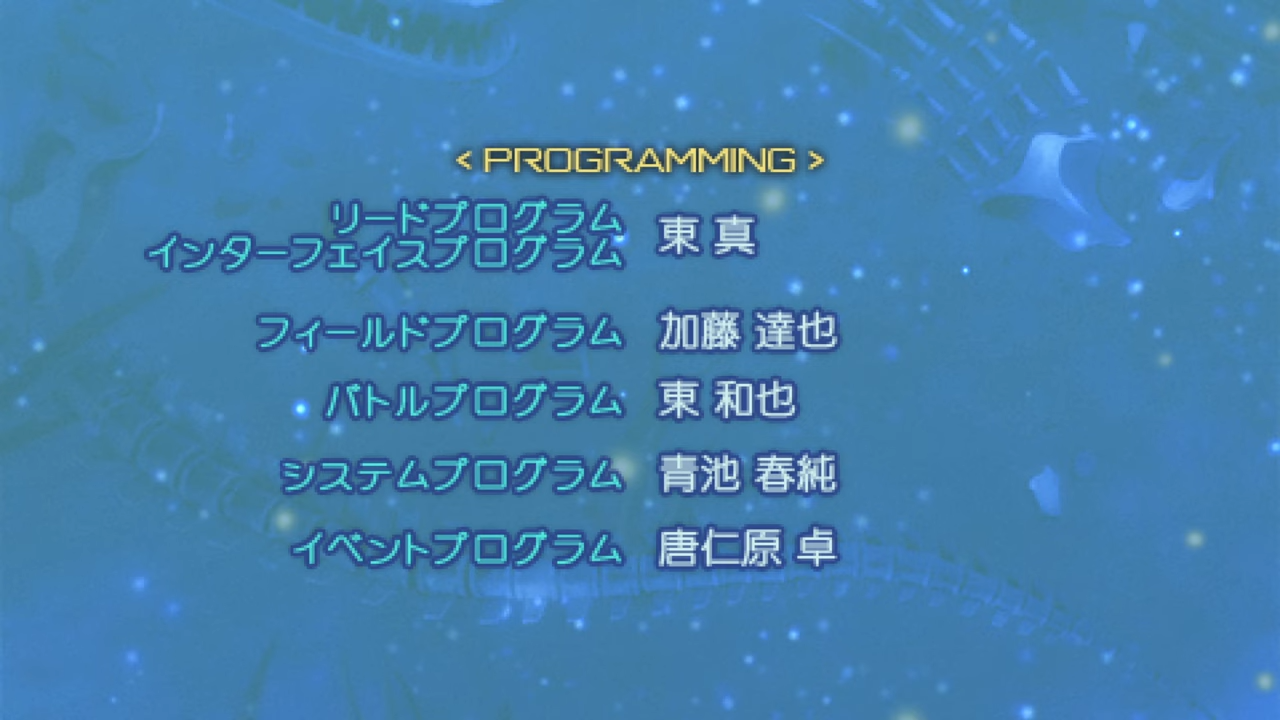 < PROGRAMMING >
リードプログラム
インターフェイスプログラム 東 真
フィールドプログラム 加藤 達也
バトルプログラム 東 和也
システムプログラム 青池 春純
イベントプログラム 唐仁原 卓